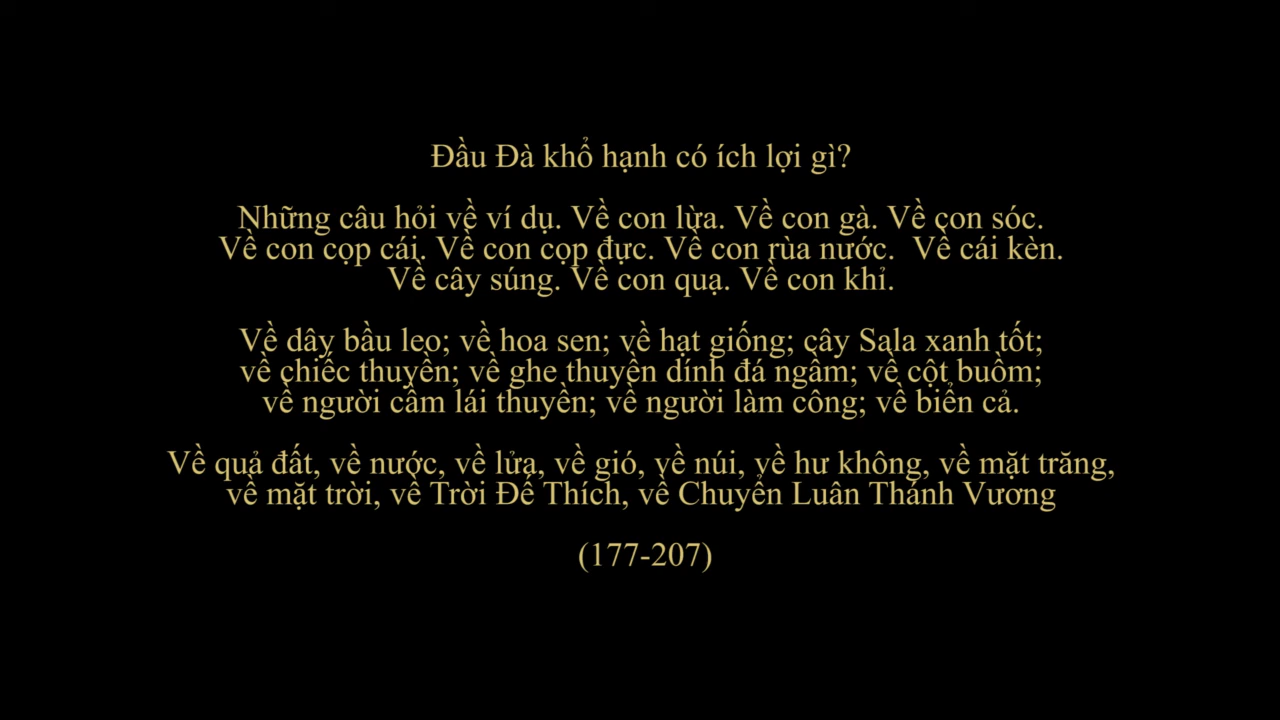 Đầu Đà khổ hạnh có ích lợi gì?
Những câu hỏi về ví dụ. Về con lừa. Về con gà. Về con sóc.
Về con cọp cái. Về con cọp đực. Về con rùa nước.  Về cái kèn.
Về cây súng. Về con quạ. Về con khỉ.
Về dây bầu leo; về hoa sen; về hạt giống; cây Sala xanh tốt;
về chiếc thuyền; về ghe thuyền dính đá ngầm; về cột buồm;
về người cầm lái thuyền; về người làm công; về biển cả.
Về quả đất, về nước, về lửa, về gió, về núi, về hư không, về mặt trăng,
về mặt trời, về Trời Đế Thích, về Chuyển Luân Thánh Vương
(177-207)